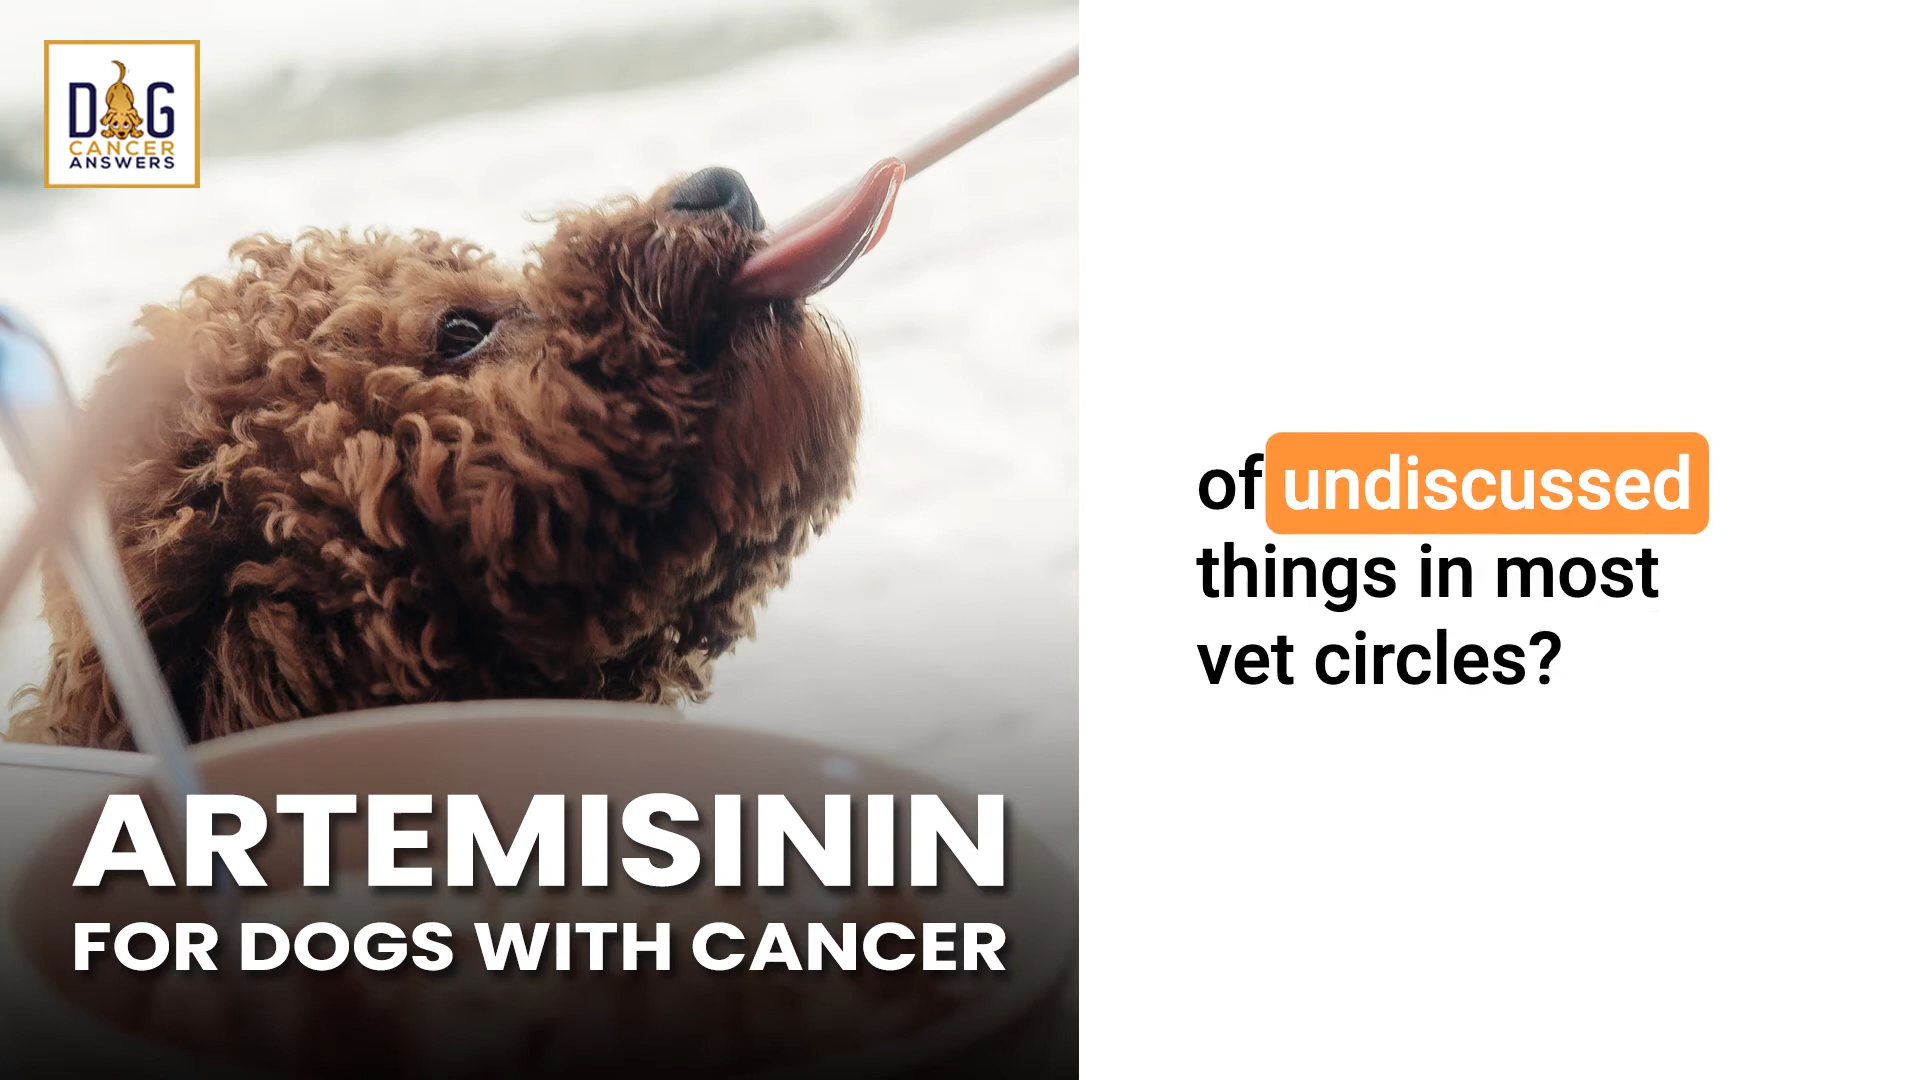 DOG
CANCER
ANSWERS
ARTEMISININ
FOR DOGS WITH CANCER
of undiscussed
things in most
vet circles?